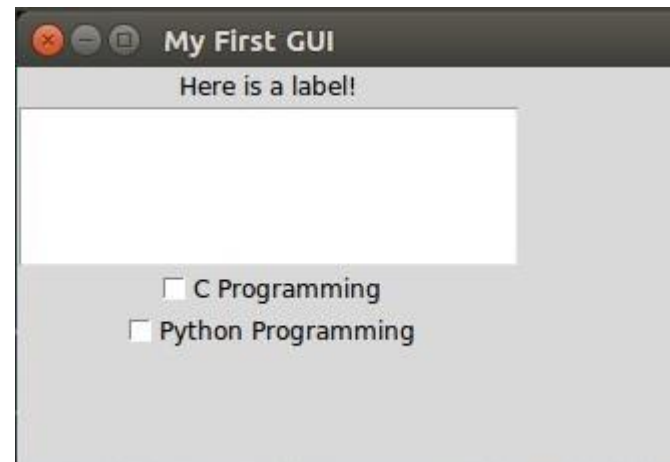 My First GUI
Here is a label!
C Programming
Python Programming